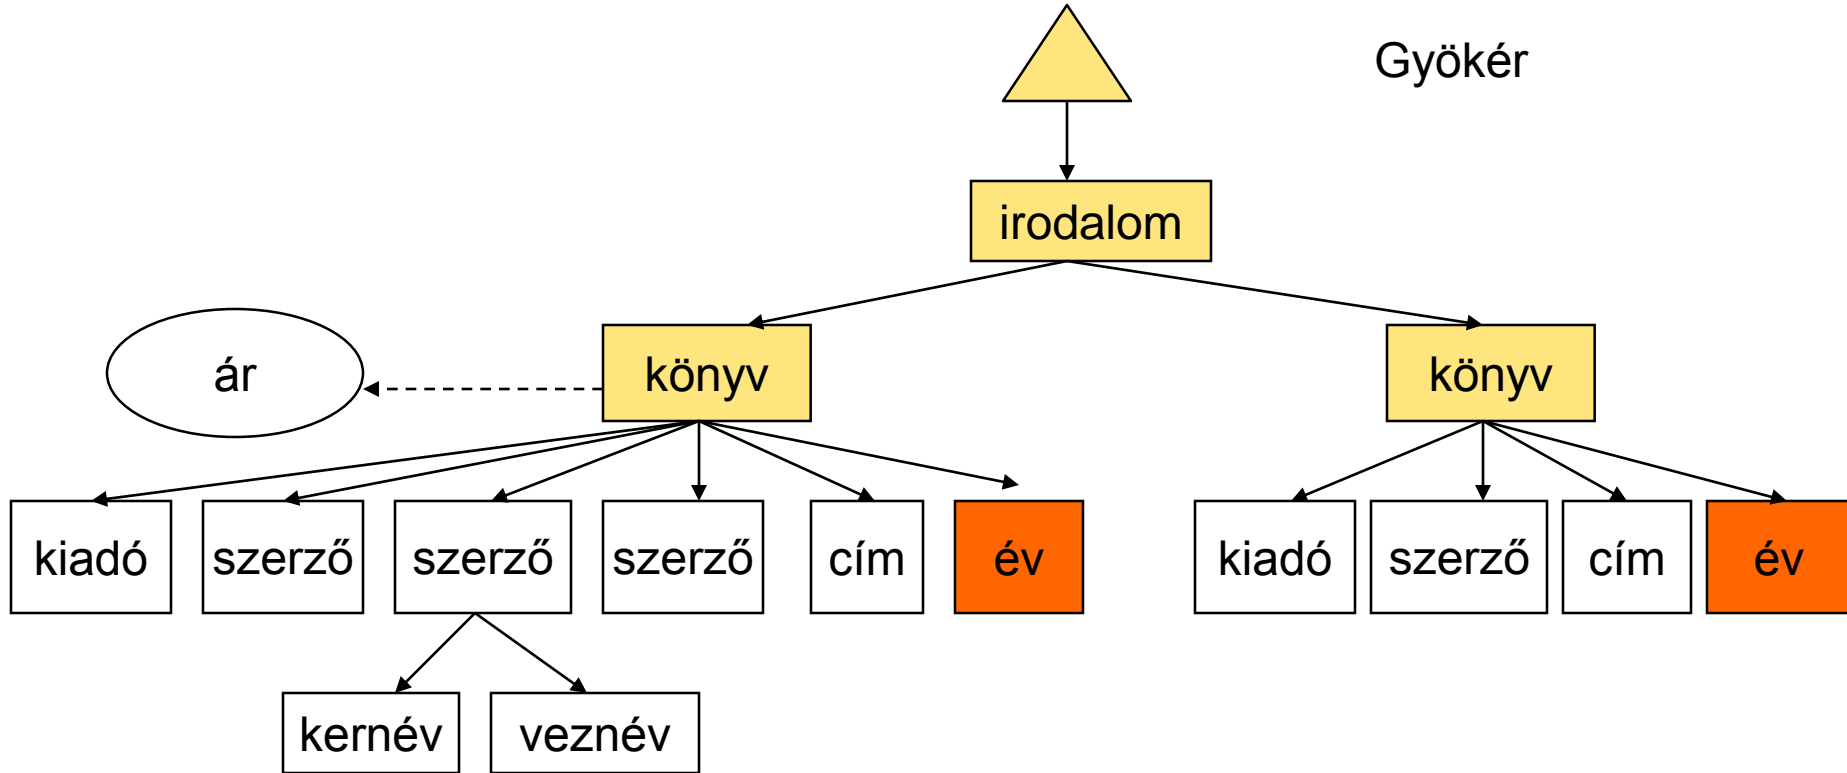 Gyökér
irodalom
ár
könyv
könyv
kiadó
szerző
szerző
szerző
cím
év
kiadó
szerző
cím
év
kernév
veznév